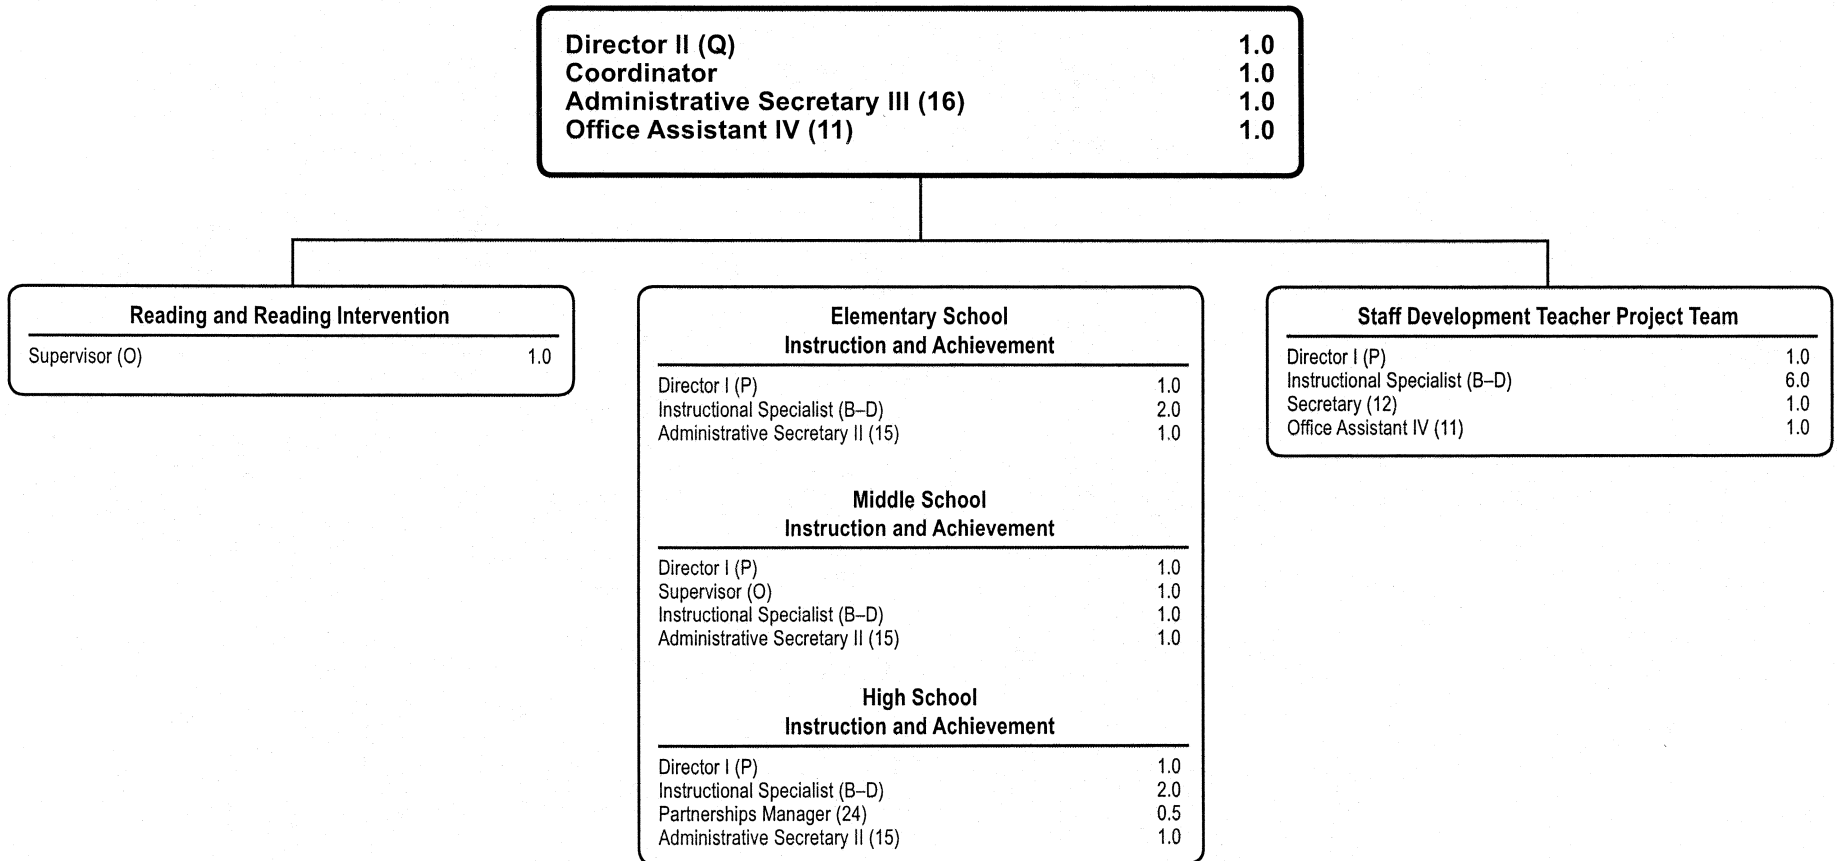 Director II (Q) 1.0
Coordinator 1.0
Administrative Secretary III (16) 1.0
Office Assistant IV (11) 1.0
Reading and Reading Intervention
Supervisor (O) 1.0
Elementary School
Instruction and Achievement
Director I (P) 1.0
Instructional Specialist (B–D) 2.0
Administrative Secretary II (15) 1.0
Middle School
Instruction and Achievement
Director I (P) 1.0
Supervisor (O) 1.0
Instructional Specialist (B–D) 1.0
Administrative Secretary II (15) 1.0
High School
Instruction and Achievement
Director I (P) 1.0
Instructional Specialist (B–D) 2.0
Partnerships Manager (24) 0.5
Administrative Secretary II (15) 1.0
Staff Development Teacher Project Team
Director I (P) 1.0
Instructional Specialist (B–D) 6.0
Secretary (12) 1.0
Office Assistant IV (11) 1.0